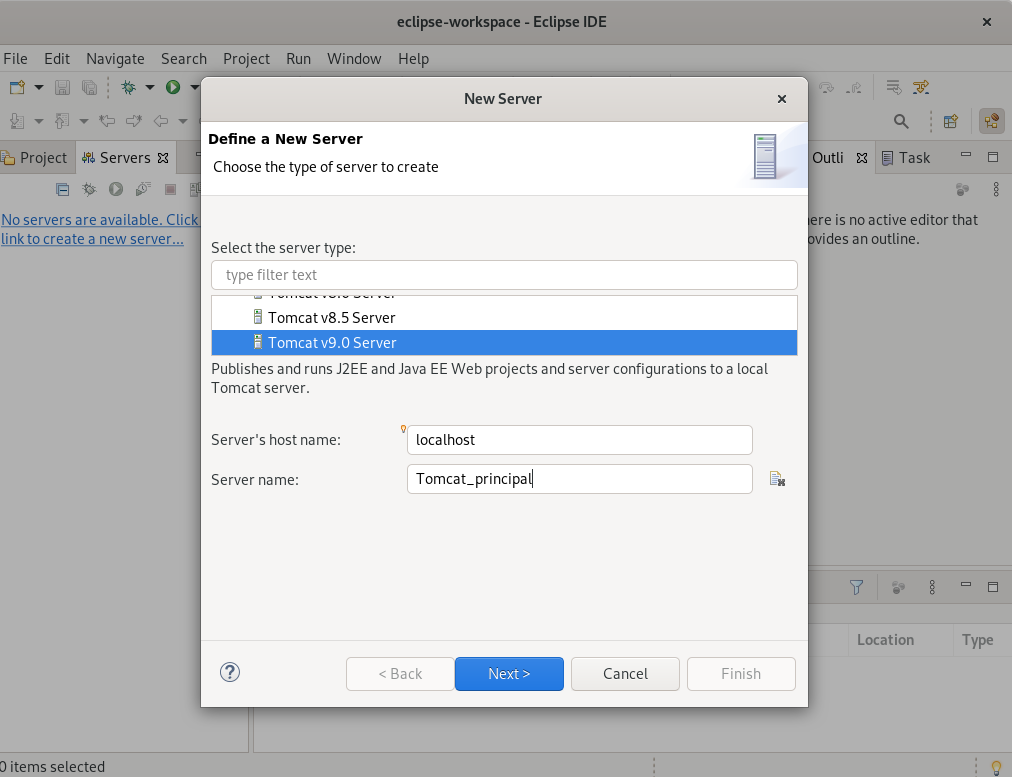 eclipse-workspace - Eclipse IDE
File Edit Navigate Search Project Run Window Help
New Server
Define a New Server
Choose the type of server to create
Project Servers
Outli Task
No servers are available. Click
link to create a new server...
here is no active editor that
ovides an outline.
Select the server type:
type filter text
Tomcat v8.0 Server
Tomcat v8.5 Server
Tomcat v9.0 Server
Publishes and runs J2EE and Java EE Web projects and server configurations to a local
Tomcat server.
Server's host name: localhost
Server name: Tomcat_principal
Location Type
< Back Next > Cancel Finish
0 items selected